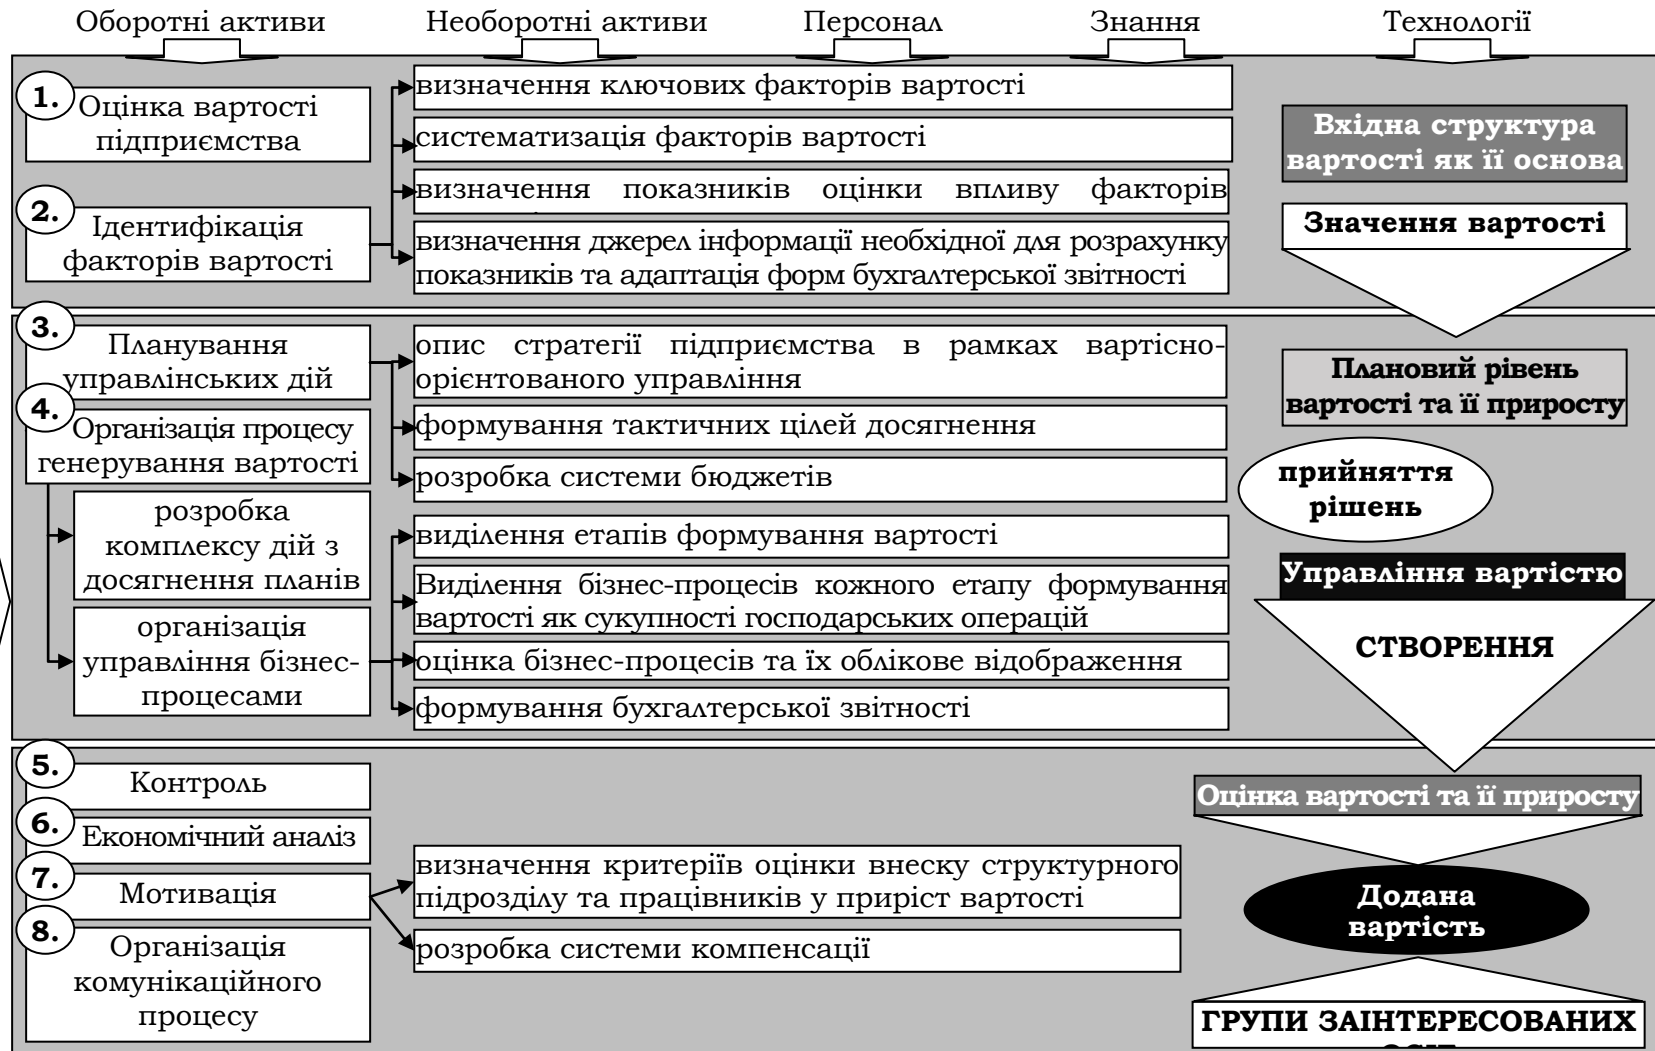 Оборотні активи
Необоротні активи
Персонал
Знання
Технології
1.
Оцінка вартості
підприємства
визначення ключових факторів вартості
систематизація факторів вартості
визначення показників оцінки впливу факторів
2.
Ідентифікація
факторів вартості
визначення джерел інформації необхідної для розрахунку
показників та адаптація форм бухгалтерської звітності
Вхідна структура
вартості як її основа
Значення вартості
3.
Планування
управлінських дій
опис стратегії підприємства в рамках вартісно-
орієнтованого управління
формування тактичних цілей досягнення
розробка системи бюджетів
4.
Організація процесу
генерування вартості
розробка
комплексу дій з
досягнення планів
організація
управління бізнес-
процесами
виділення етапів формування вартості
Виділення бізнес-процесів кожного етапу формування
вартості як сукупності господарських операцій
оцінка бізнес-процесів та їх облікове відображення
формування бухгалтерської звітності
Плановий рівень
вартості та її приросту
прийняття
рішень
Управління вартістю
СТВОРЕННЯ
5.
Контроль
6.
Економічний аналіз
7.
Мотивація
визначення критеріїв оцінки внеску структурного
підрозділу та працівників у приріст вартості
розробка системи компенсації
8.
Організація
комунікаційного
процесу
Оцінка вартості та її приросту
Додана
вартість
ГРУПИ ЗАІНТЕРЕСОВАНИХ